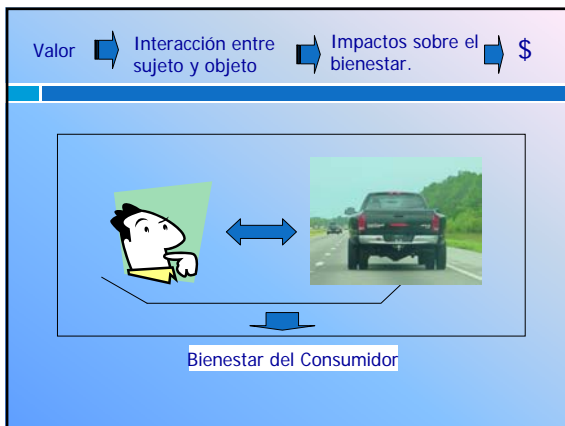 Valor
Interacción entre
sujeto y objeto
Impactos sobre el
bienestar.
$
Bienestar del Consumidor